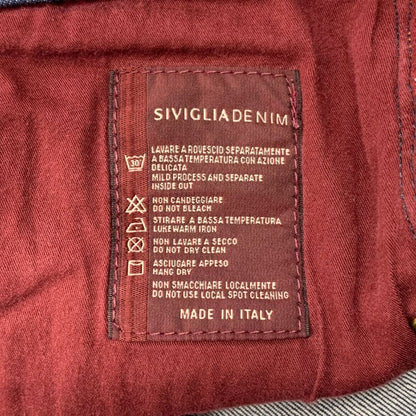 SIVIGLIADENIM
LAVARE A ROVESCIO SEPARATAMENTE
A BASSA TEMPERATURA CON AZIONE
DELICATA
30°
MILD PROCESS AND SEPARATE
INSIDE OUT
NON CANDEGGIARE
DO NOT BLEACH
STIRARE A BASSA TEMPERATURA
LUKEWARM IRON
NON LAVARE A SECCO
DO NOT DRY CLEAN
ASCIUGARE APPESO
HANG DRY
NON SMACCHIARE LOCALMENTE
DO NOT USE LOCAL SPOT CLEANING
MADE IN ITALY